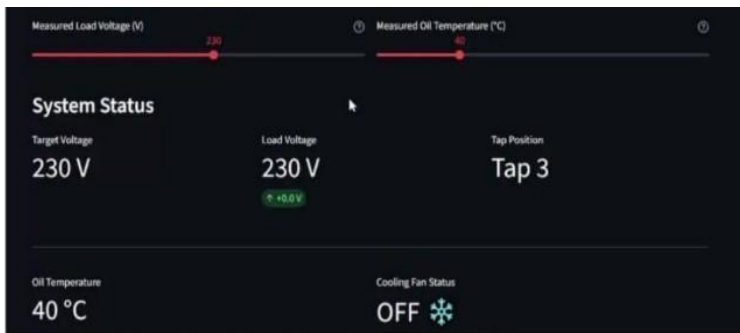 Measured Load Voltage (V)
230
Measured Oil Temperature (°C)
40
System Status
Target Voltage
230 V
Load Voltage
230 V
↑ +0.0 V
Tap Position
Tap 3
Oil Temperature
40 °C
Cooling Fan Status
OFF